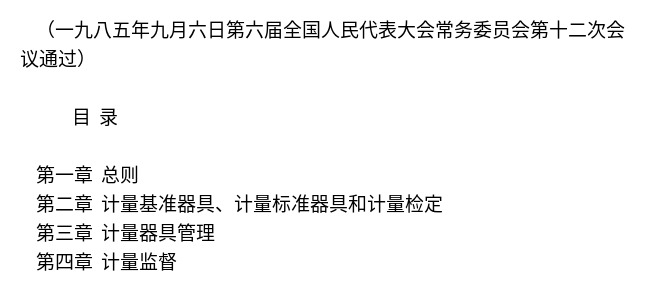 （一九八五年九月六日第六届全国人民代表大会常务委员会第十二次会
议通过）
目 录
第一章 总则
第二章 计量基准器具、计量标准器具和计量检定
第三章 计量器具管理
第四章 计量监督